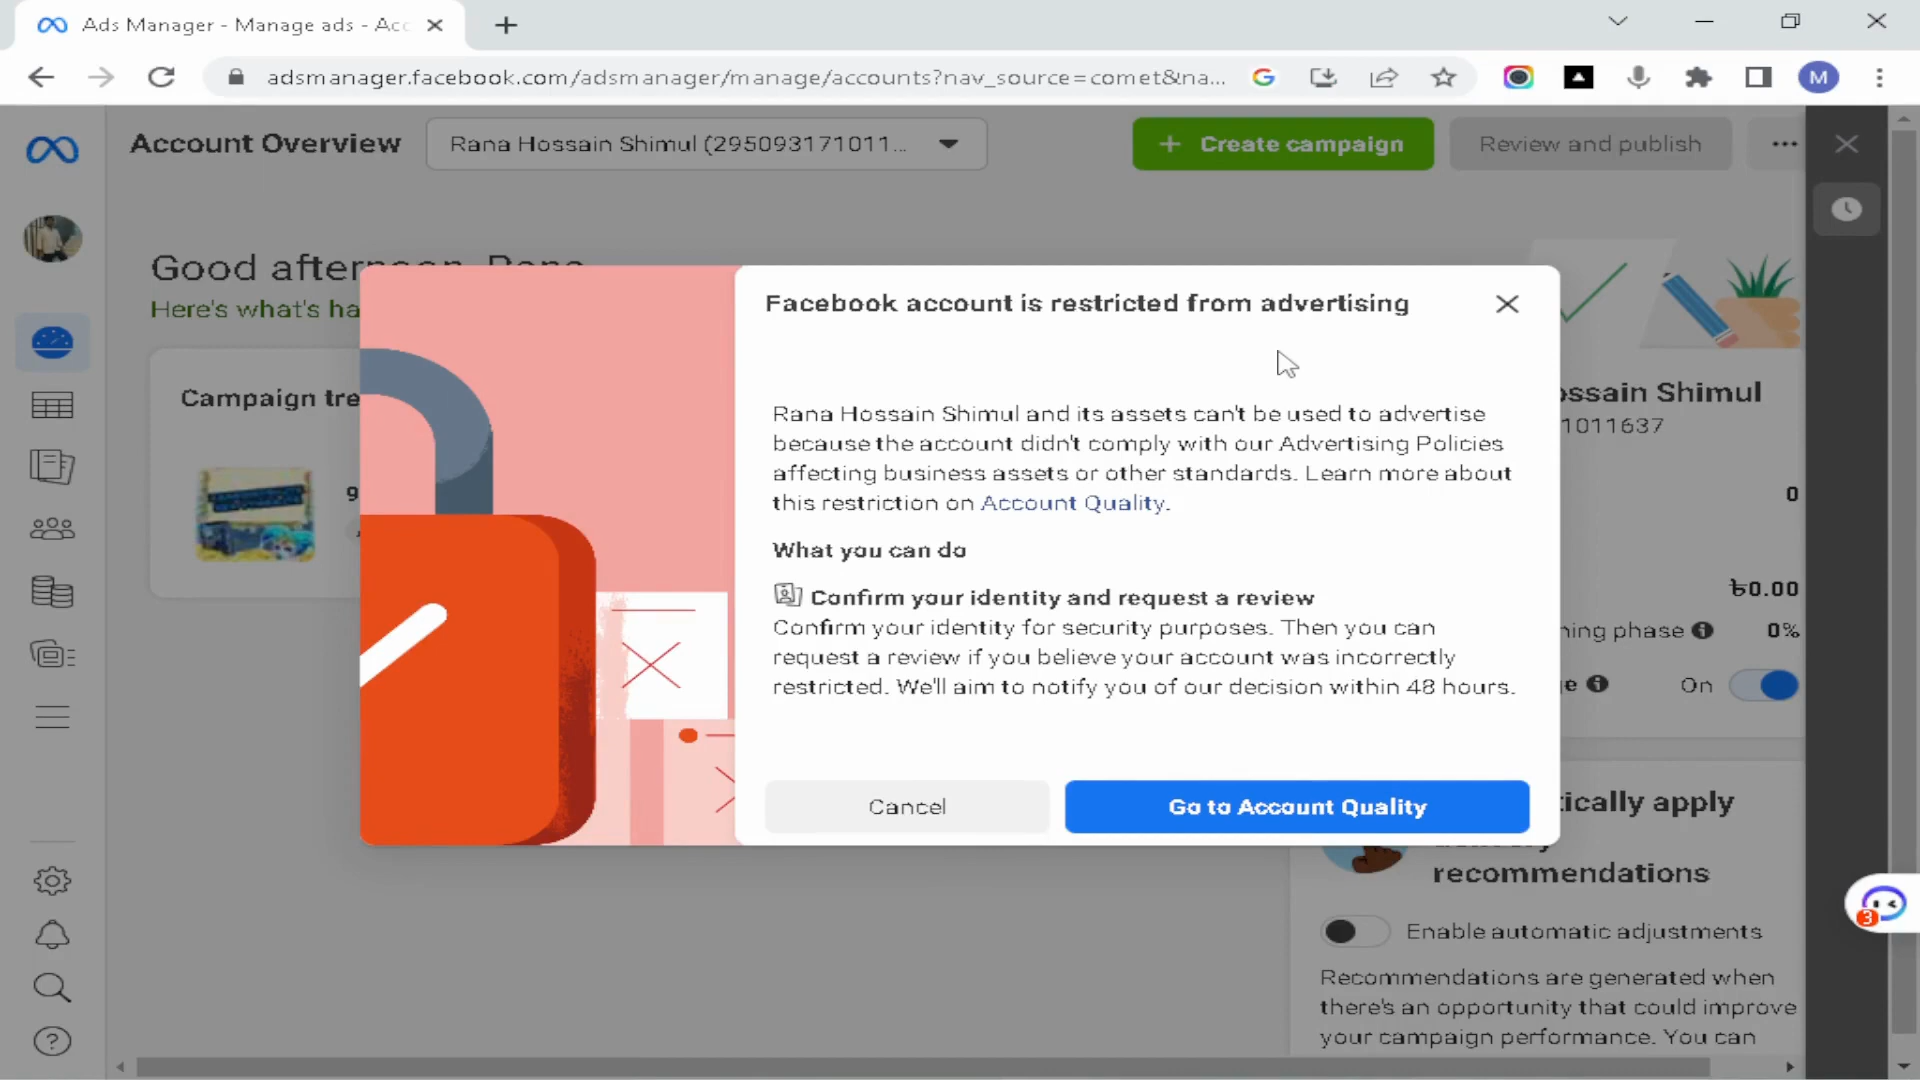 Ads Manager - Manage ads - Acc
adsmanager.facebook.com/adsmanager/manage/accounts?nav_source=comet&na...
M
Account Overview
Rana Hossain Shimul (295093171011...
+ Create campaign
Review and publish
Good afternoon, Rana
Here's what's ha
Campaign tre
9
Facebook account is restricted from advertising
Rana Hossain Shimul and its assets can't be used to advertise
because the account didn't comply with our Advertising Policies
affecting business assets or other standards. Learn more about
this restriction on Account Quality.
What you can do
Confirm your identity and request a review
Confirm your identity for security purposes. Then you can
request a review if you believe your account was incorrectly
restricted. We'll aim to notify you of our decision within 48 hours.
Cancel
Go to Account Quality
ossain Shimul
1011637
0
৳0.00
ning phase
0%
e
On
tically apply
recommendations
Enable automatic adjustments
Recommendations are generated when
there's an opportunity that could improve
your campaign performance. You can
3